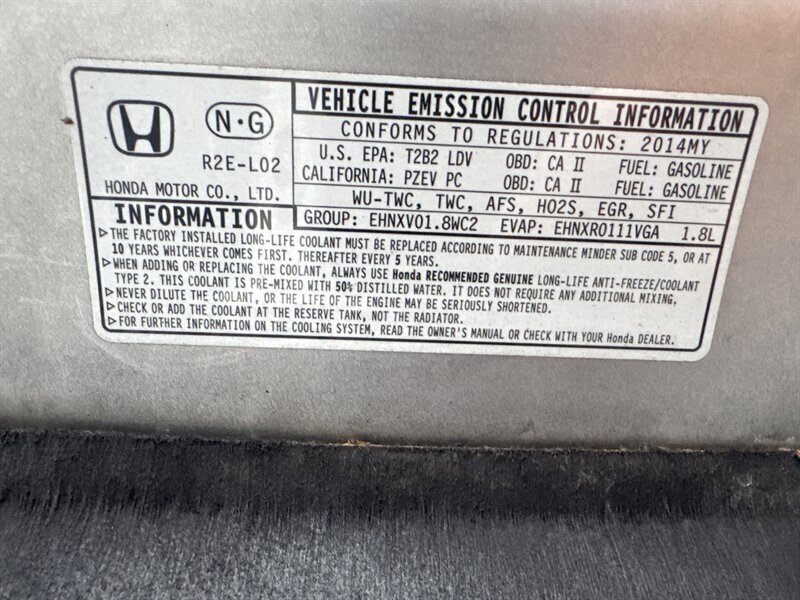 VEHICLE EMISSION CONTROL INFORMATION
N·G
CONFORMS TO REGULATIONS: 2014MY
R2E-L02
U.S. EPA: T2B2 LDV OBD: CA II FUEL: GASOLINE
CALIFORNIA: PZEV PC OBD: CA II FUEL: GASOLINE
HONDA MOTOR CO., LTD.
WU-TWC, TWC, AFS, HO2S, EGR, SFI
INFORMATION
GROUP: EHNXV01.8WC2 EVAP: EHNXR0111VGA 1.8L
▷THE FACTORY INSTALLED LONG-LIFE COOLANT MUST BE REPLACED ACCORDING TO MAINTENANCE MINDER SUB CODE 5, OR AT
10 YEARS WHICHEVER COMES FIRST. THEREAFTER EVERY 5 YEARS.
▷WHEN ADDING OR REPLACING THE COOLANT, ALWAYS USE Honda RECOMMENDED GENUINE LONG-LIFE ANTI-FREEZE/COOLANT
TYPE 2. THIS COOLANT IS PRE-MIXED WITH 50% DISTILLED WATER. IT DOES NOT REQUIRE ANY ADDITIONAL MIXING.
▷NEVER DILUTE THE COOLANT, OR THE LIFE OF THE ENGINE MAY BE SERIOUSLY SHORTENED.
▷CHECK OR ADD THE COOLANT AT THE RESERVE TANK, NOT THE RADIATOR.
▷FOR FURTHER INFORMATION ON THE COOLING SYSTEM, READ THE OWNER'S MANUAL OR CHECK WITH YOUR Honda DEALER.